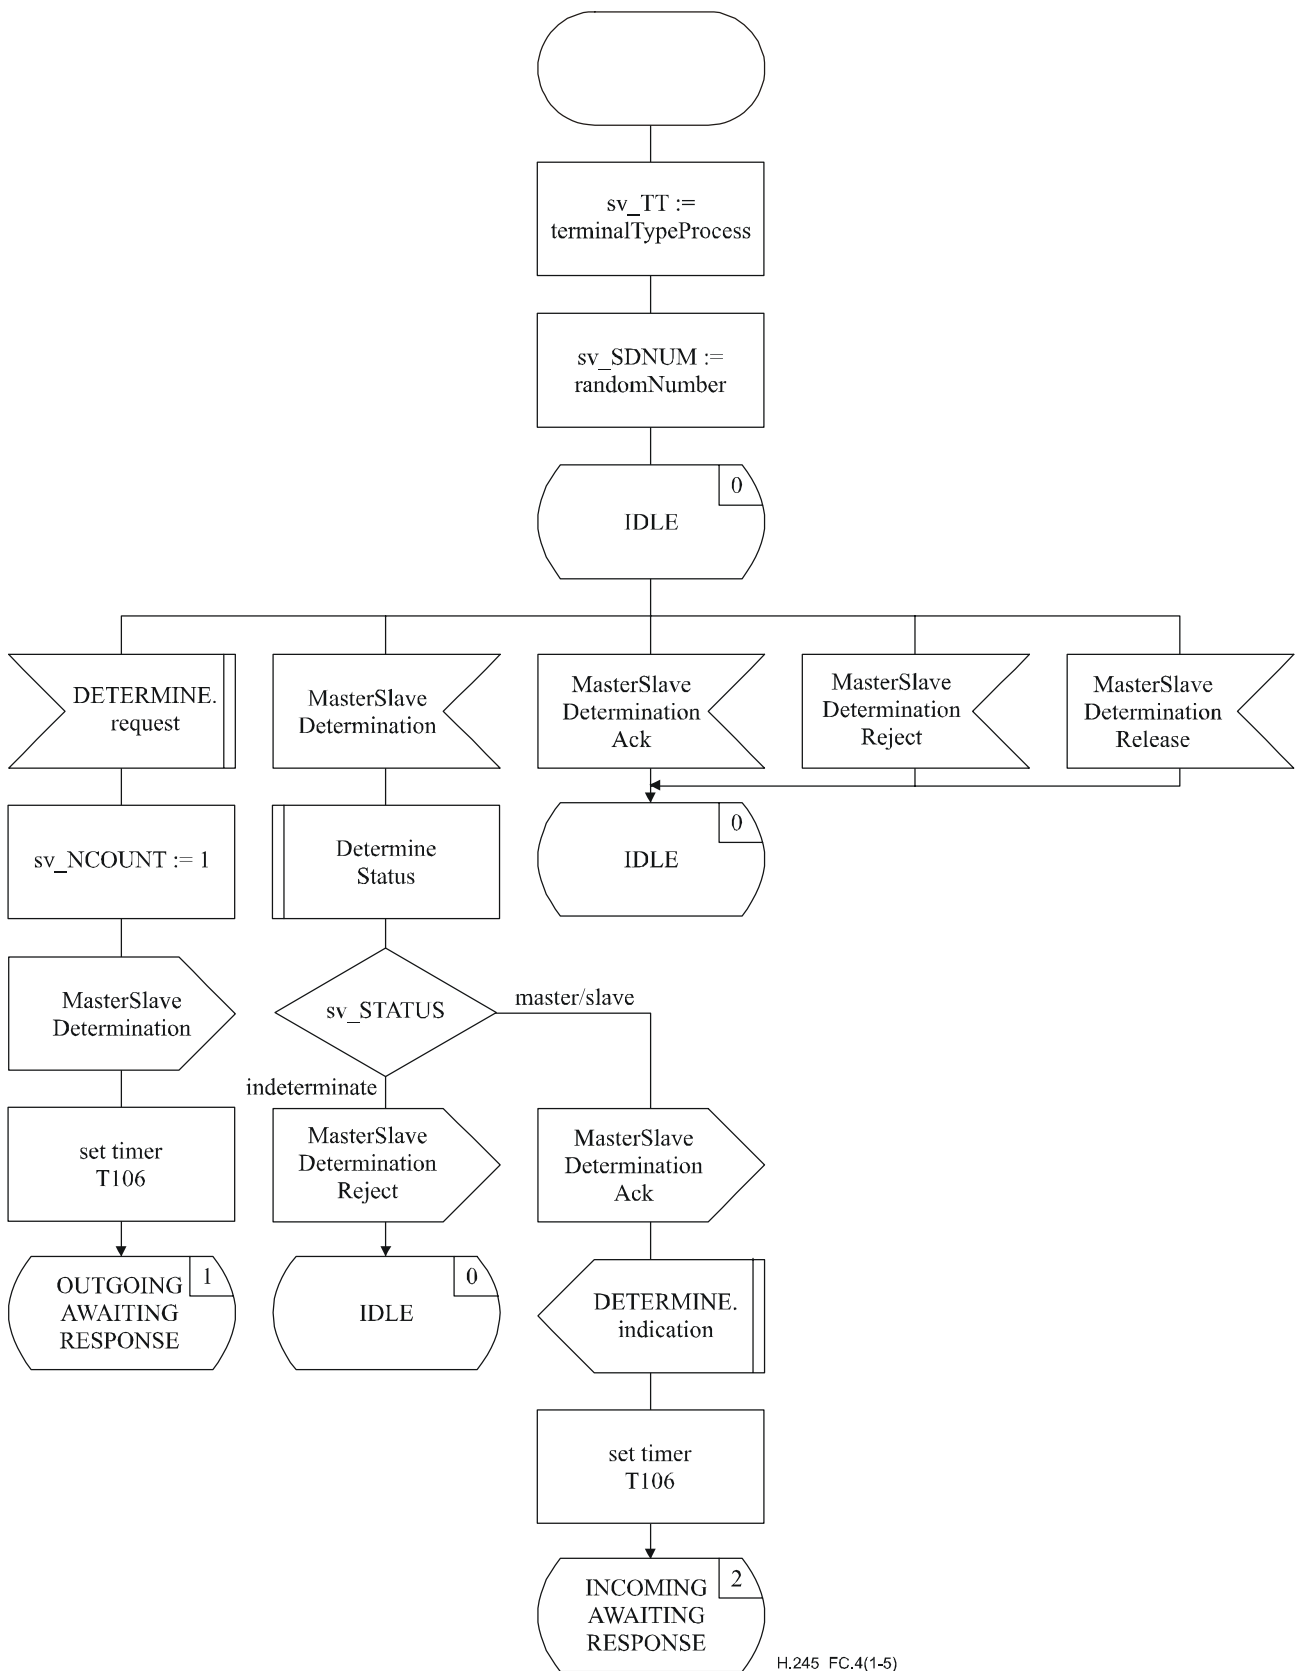 sv_TT :=
terminalTypeProcess
sv_SDNUM :=
randomNumber
0
IDLE
DETERMINE.
request
MasterSlave
Determination
MasterSlave
Determination
Ack
MasterSlave
Determination
Reject
MasterSlave
Determination
Release
sv_NCOUNT := 1
Determine
Status
0
IDLE
MasterSlave
Determination
sv_STATUS
master/slave
indeterminate
set timer
T106
MasterSlave
Determination
Reject
MasterSlave
Determination
Ack
1
OUTGOING
AWAITING
RESPONSE
0
IDLE
DETERMINE.
indication
set timer
T106
2
INCOMING
AWAITING
RESPONSE
H.245_FC.4(1-5)